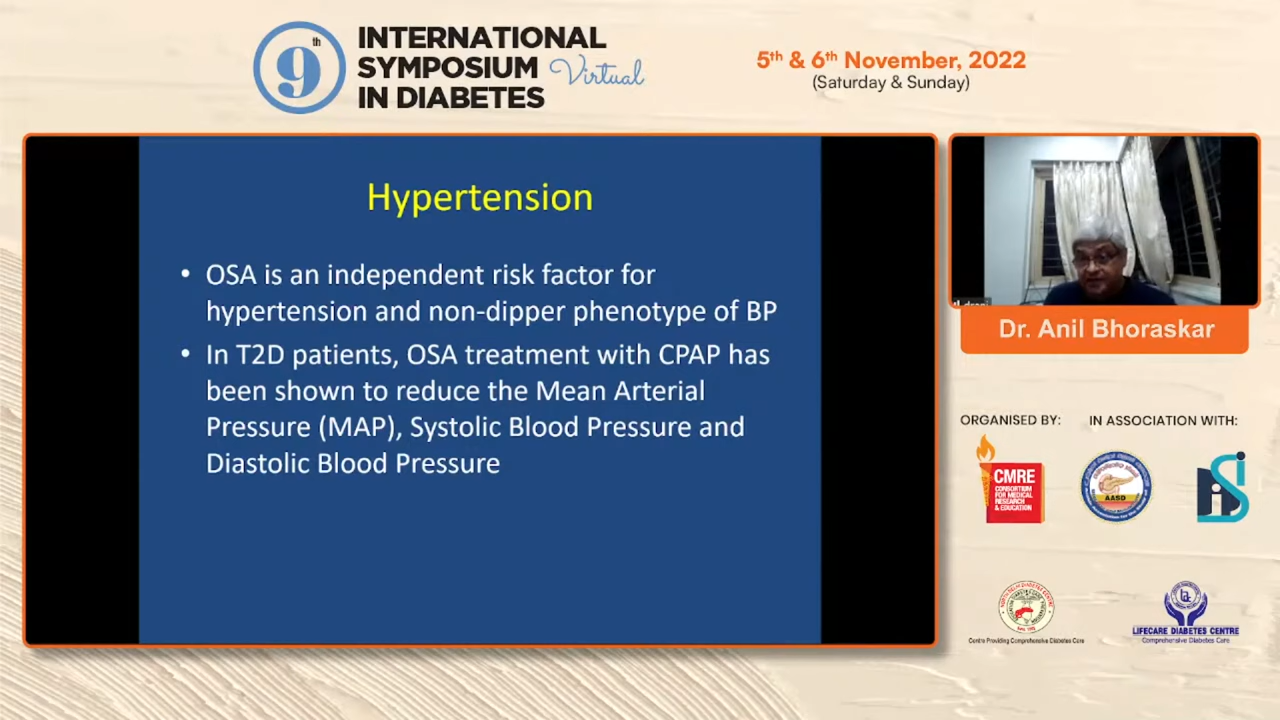 9th
INTERNATIONAL
SYMPOSIUM Virtual
IN DIABETES
5th & 6th November, 2022
(Saturday & Sunday)
Hypertension
• OSA is an independent risk factor for
hypertension and non-dipper phenotype of BP
• In T2D patients, OSA treatment with CPAP has
been shown to reduce the Mean Arterial
Pressure (MAP), Systolic Blood Pressure and
Diastolic Blood Pressure
Dr. Anil Bhoraskar
ORGANISED BY:
IN ASSOCIATION WITH:
CMRE
CONSORTIUM
FOR MEDICAL
RESEARCH
& EDUCATION
AASD
Centre Providing Comprehensive Diabetes Care
LIFECARE DIABETES CENTRE
Comprehensive Diabetes Care